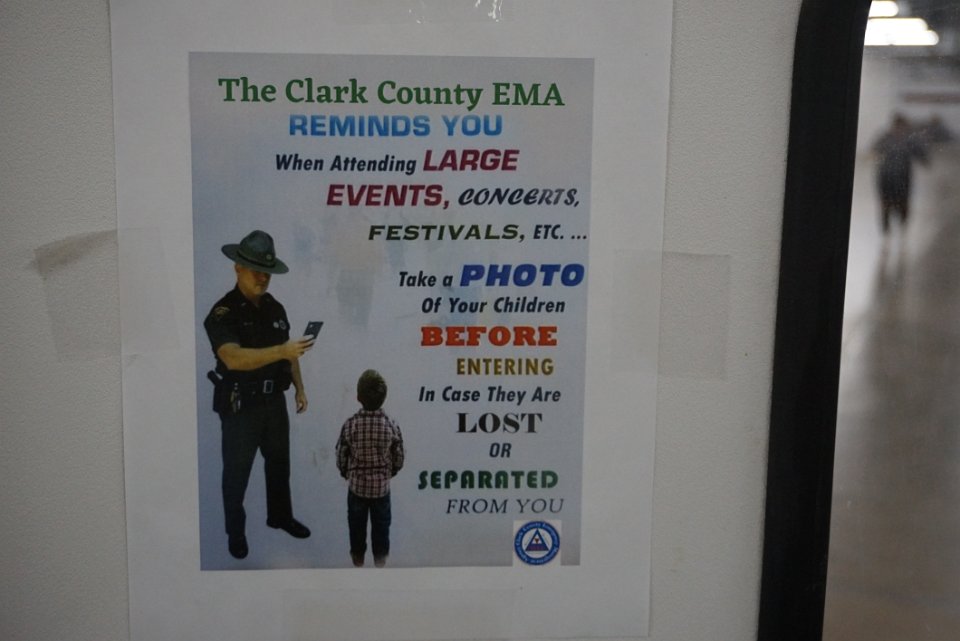 The Clark County EMA
REMINDS YOU
When Attending LARGE
EVENTS, CONCERTS,
FESTIVALS, ETC. ...
Take a PHOTO
Of Your Children
BEFORE
ENTERING
In Case They Are
LOST
OR
SEPARATED
FROM YOU